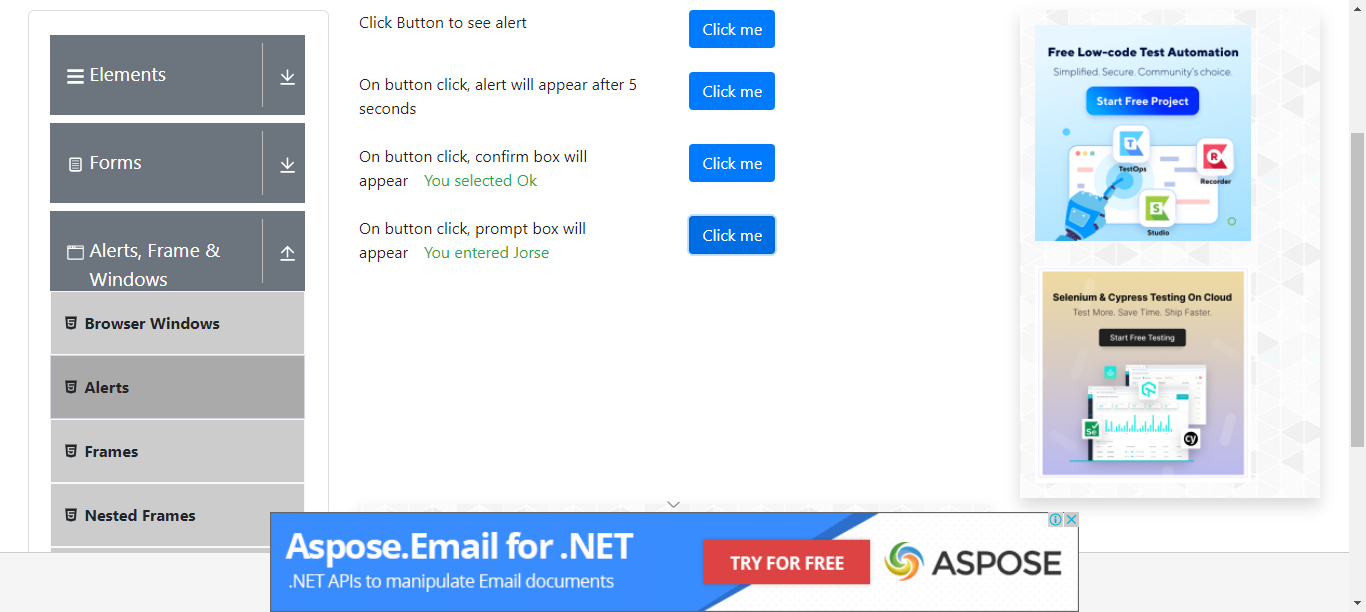 Elements
Forms
Alerts, Frame &
Windows
Browser Windows
Alerts
Frames
Nested Frames
Click Button to see alert
Click me
On button click, alert will appear after 5
seconds
Click me
On button click, confirm box will
appear You selected Ok
Click me
On button click, prompt box will
appear You entered Jorse
Click me
Free Low-code Test Automation
Simplified. Secure. Community's choice.
Start Free Project
TestOps
Recorder
Studio
Selenium & Cypress Testing On Cloud
Test More. Save Time. Ship Faster.
Start Free Testing
Se
cy
Aspose.Email for .NET
.NET APIs to manipulate Email documents
TRY FOR FREE
ASPOSE